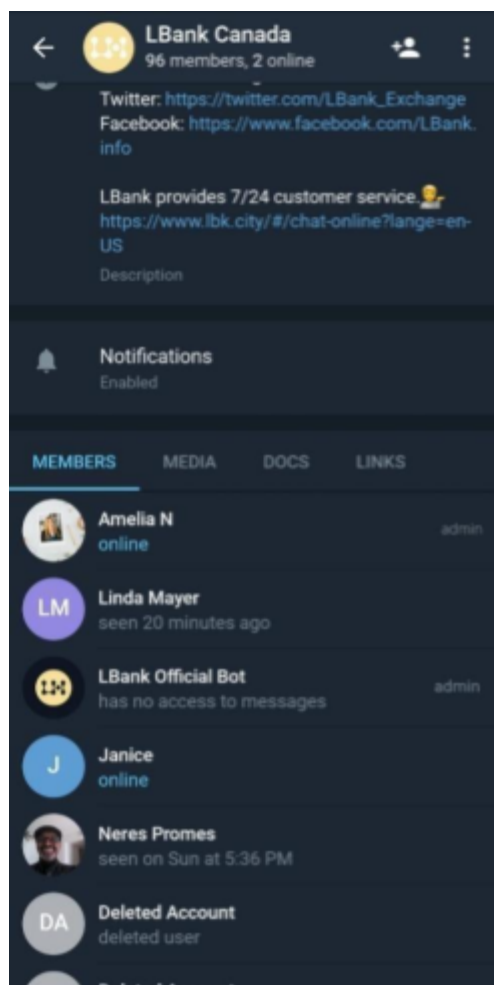 LBank Canada
96 members, 2 online
Twitter: https://twitter.com/LBank_Exchange
Facebook: https://www.facebook.com/LBank.
info
LBank provides 7/24 customer service.💁
https://www.lbk.city/#/chat-online?lange=en-
US
Description
Notifications
Enabled
MEMBERS MEDIA DOCS LINKS
Amelia N
admin
online
LM
Linda Mayer
seen 20 minutes ago
LBank Official Bot
admin
has no access to messages
J
Janice
online
Neres Promes
seen on Sun at 5:36 PM
DA
Deleted Account
deleted user